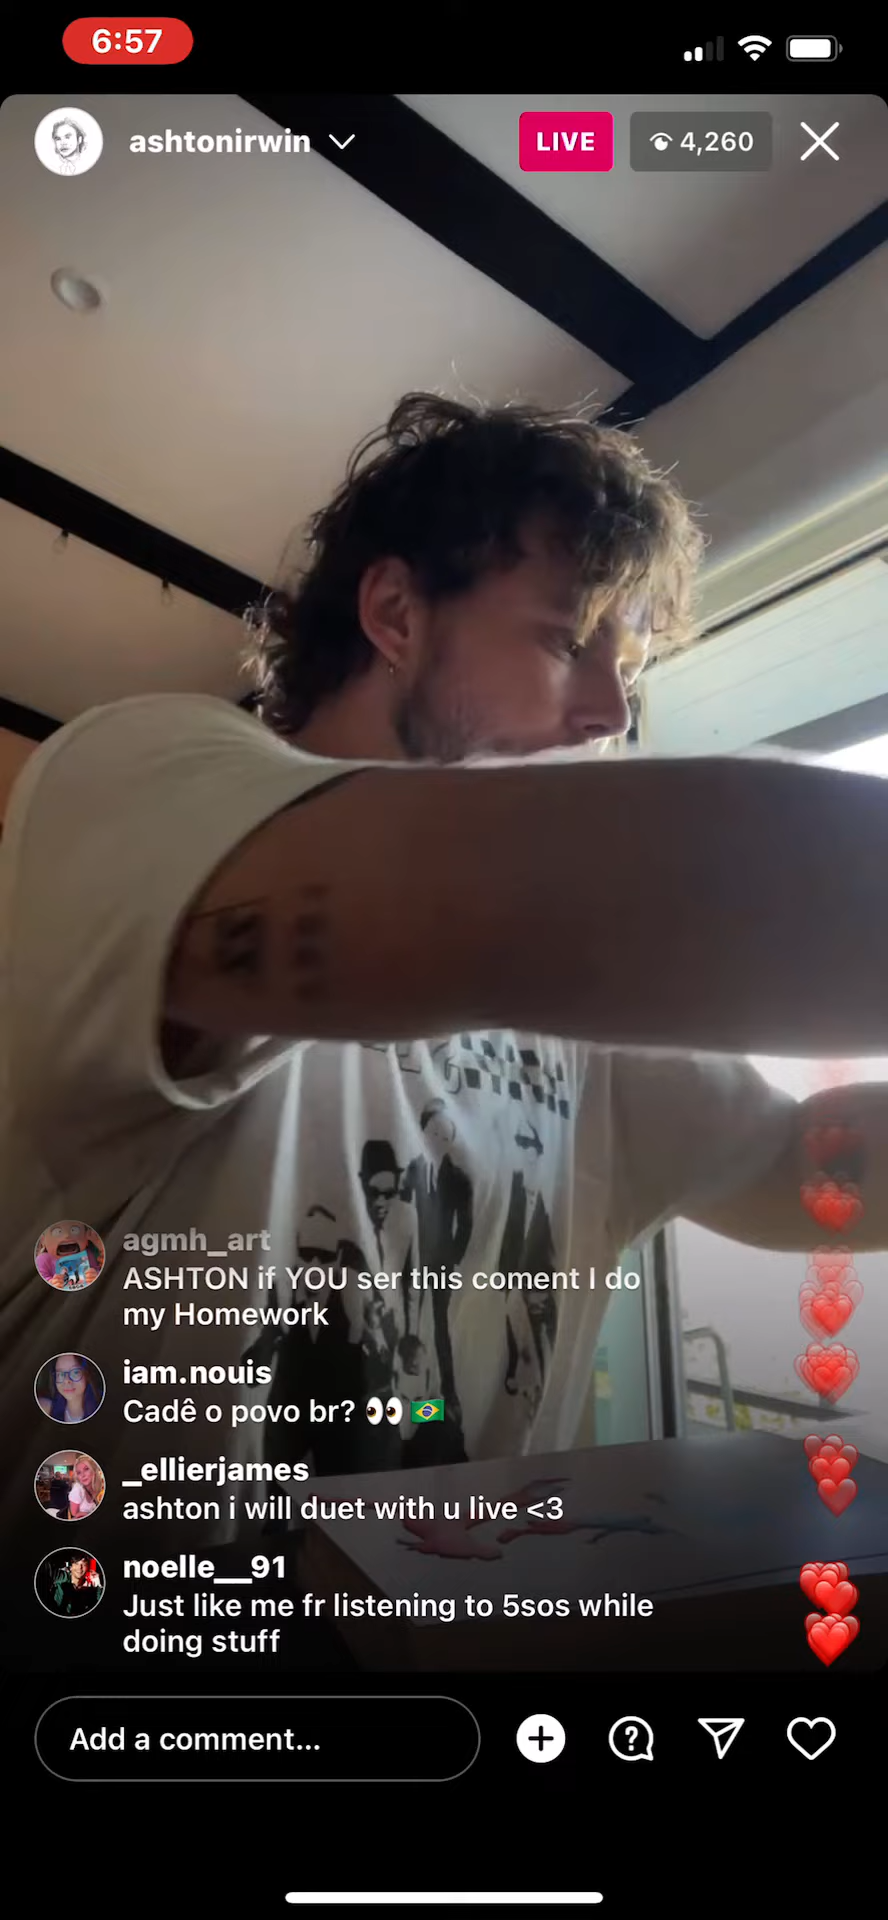 6:57
ashtonirwin
LIVE
4,260
agmh_art
ASHTON if YOU ser this coment I do
my Homework
iam.nouis
Cadê o povo br? 👀🇧🇷
_ellierjames
ashton i will duet with u live <3
noelle__91
Just like me fr listening to 5sos while
doing stuff
Add a comment...